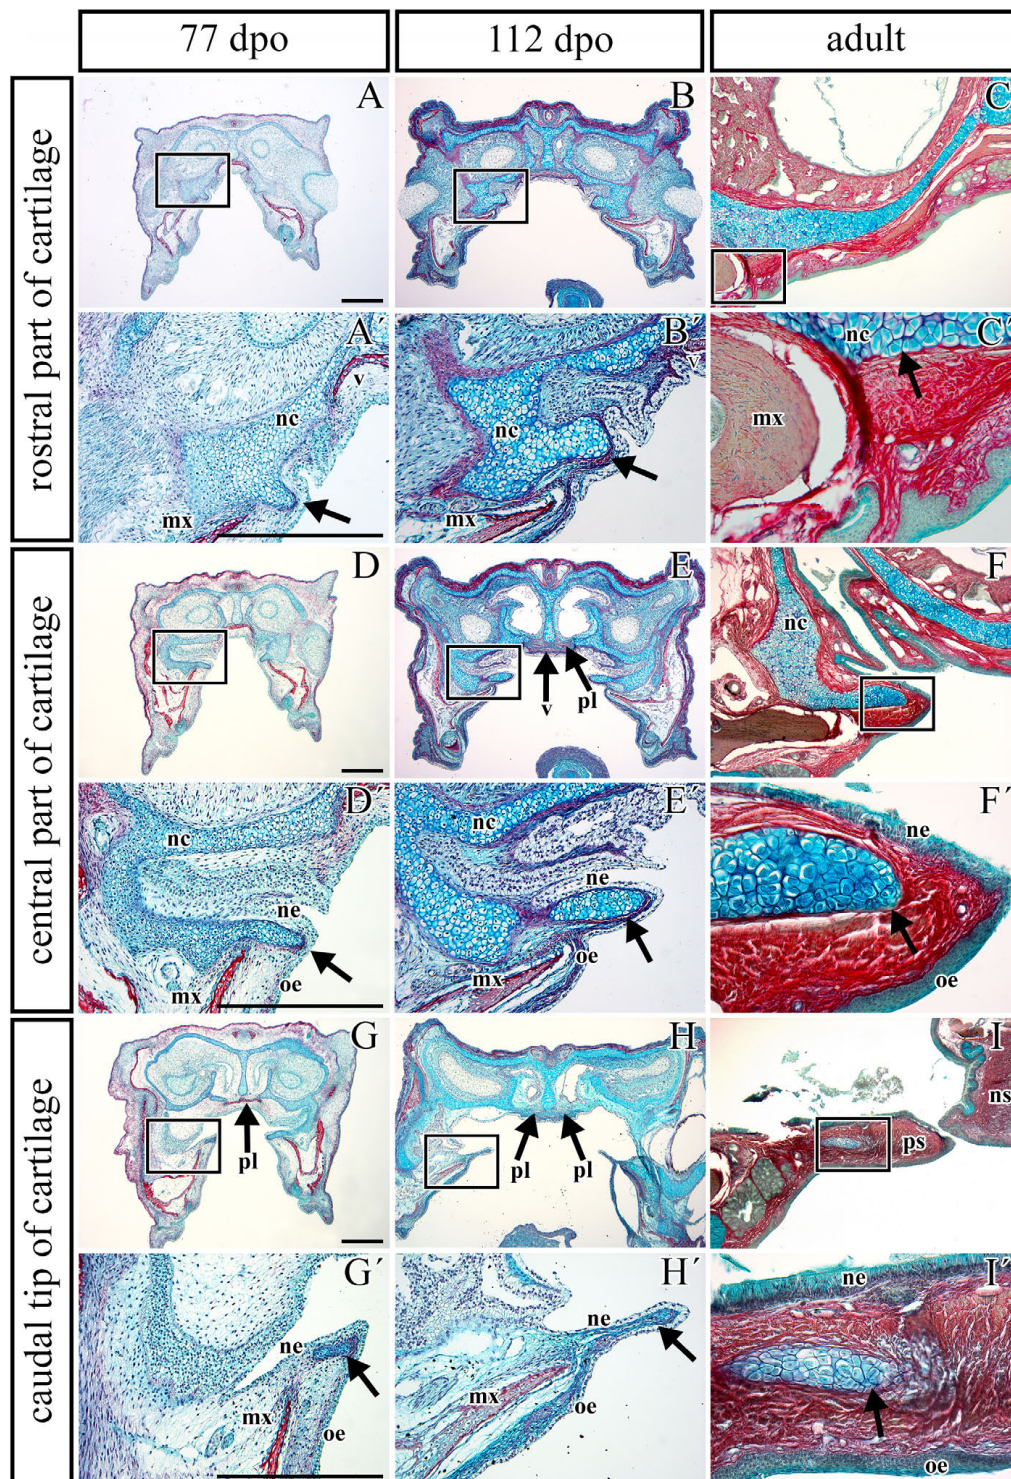 77 dpo
112 dpo
adult
rostral part of cartilage
A
B
C
A´
v
nc
mx
B´
v
nc
mx
C´
nc
mx
central part of cartilage
D
E
v
pl
F
nc
D´
nc
ne
mx
oe
E´
nc
ne
mx
oe
F´
ne
oe
caudal tip of cartilage
G
pl
H
pl
pl
I
ns
ps
G´
ne
mx
oe
H´
ne
mx
oe
I´
ne
oe